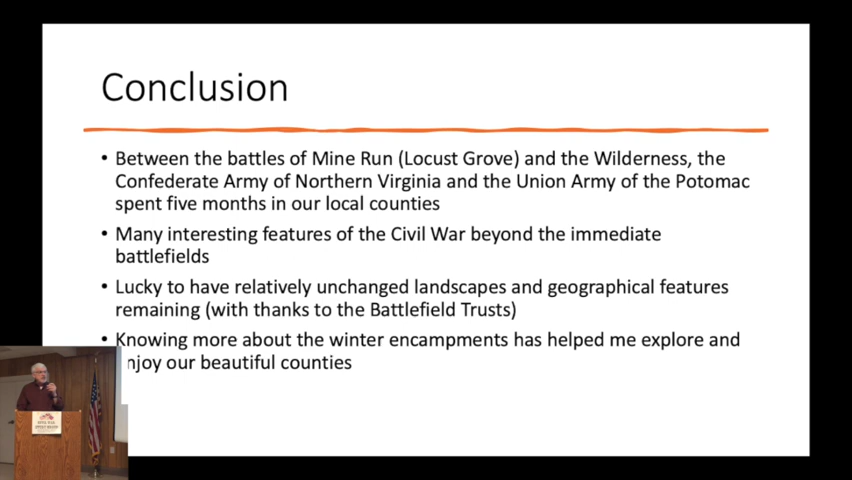 Conclusion
• Between the battles of Mine Run (Locust Grove) and the Wilderness, the
Confederate Army of Northern Virginia and the Union Army of the Potomac
spent five months in our local counties
• Many interesting features of the Civil War beyond the immediate
battlefields
• Lucky to have relatively unchanged landscapes and geographical features
remaining (with thanks to the Battlefield Trusts)
• Knowing more about the winter encampments has helped me explore and
njoy our beautiful counties
CIVIL WAR